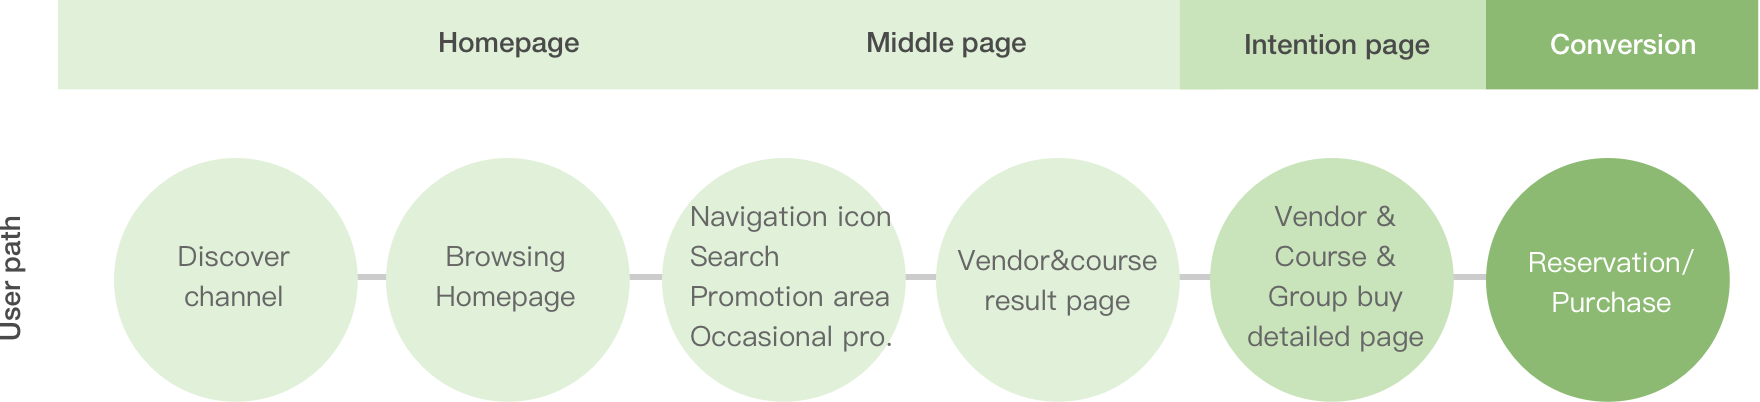 Homepage
Middle page
Intention page
Conversion
User path
Discover
channel
Browsing
Homepage
Navigation icon
Search
Promotion area
Occasional pro.
Vendor&course
result page
Vendor &
Course &
Group buy
detailed page
Reservation/
Purchase